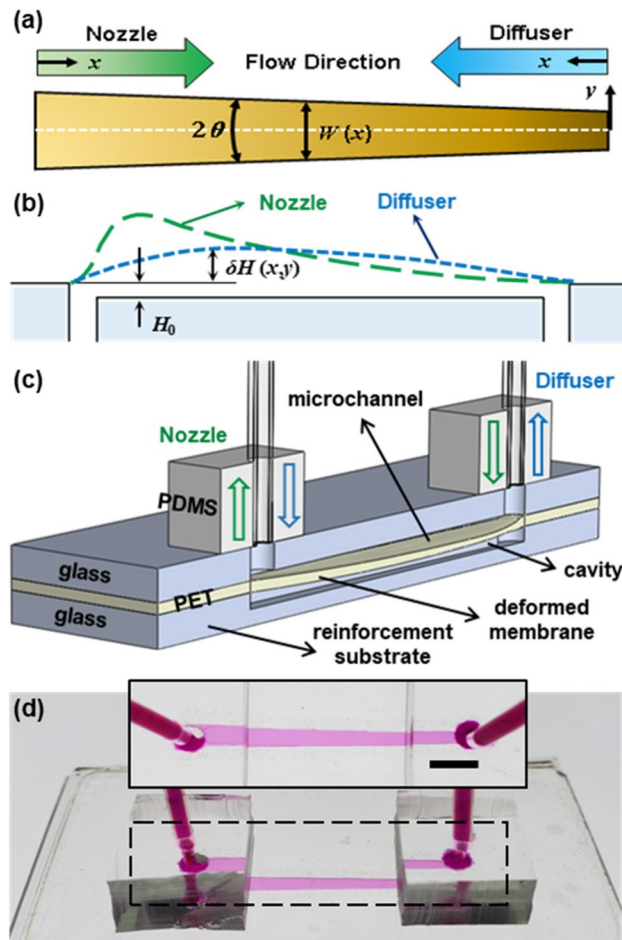 (a)
Nozzle
Diffuser
x
Flow Direction
x
y
2θ
W (x)
(b)
Nozzle
Diffuser
δH (x,y)
H₀
(c)
Diffuser
microchannel
Nozzle
PDMS
glass
PET
cavity
glass
deformed
membrane
reinforcement
substrate
(d)